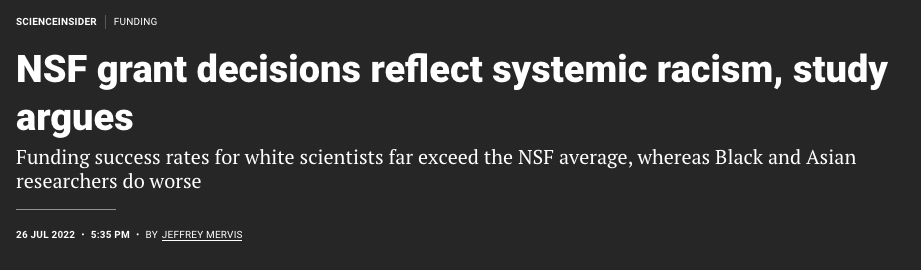 SCIENCEINSIDER | FUNDING
NSF grant decisions reflect systemic racism, study
argues
Funding success rates for white scientists far exceed the NSF average, whereas Black and Asian
researchers do worse
26 JUL 2022 • 5:35 PM • BY JEFFREY MERVIS